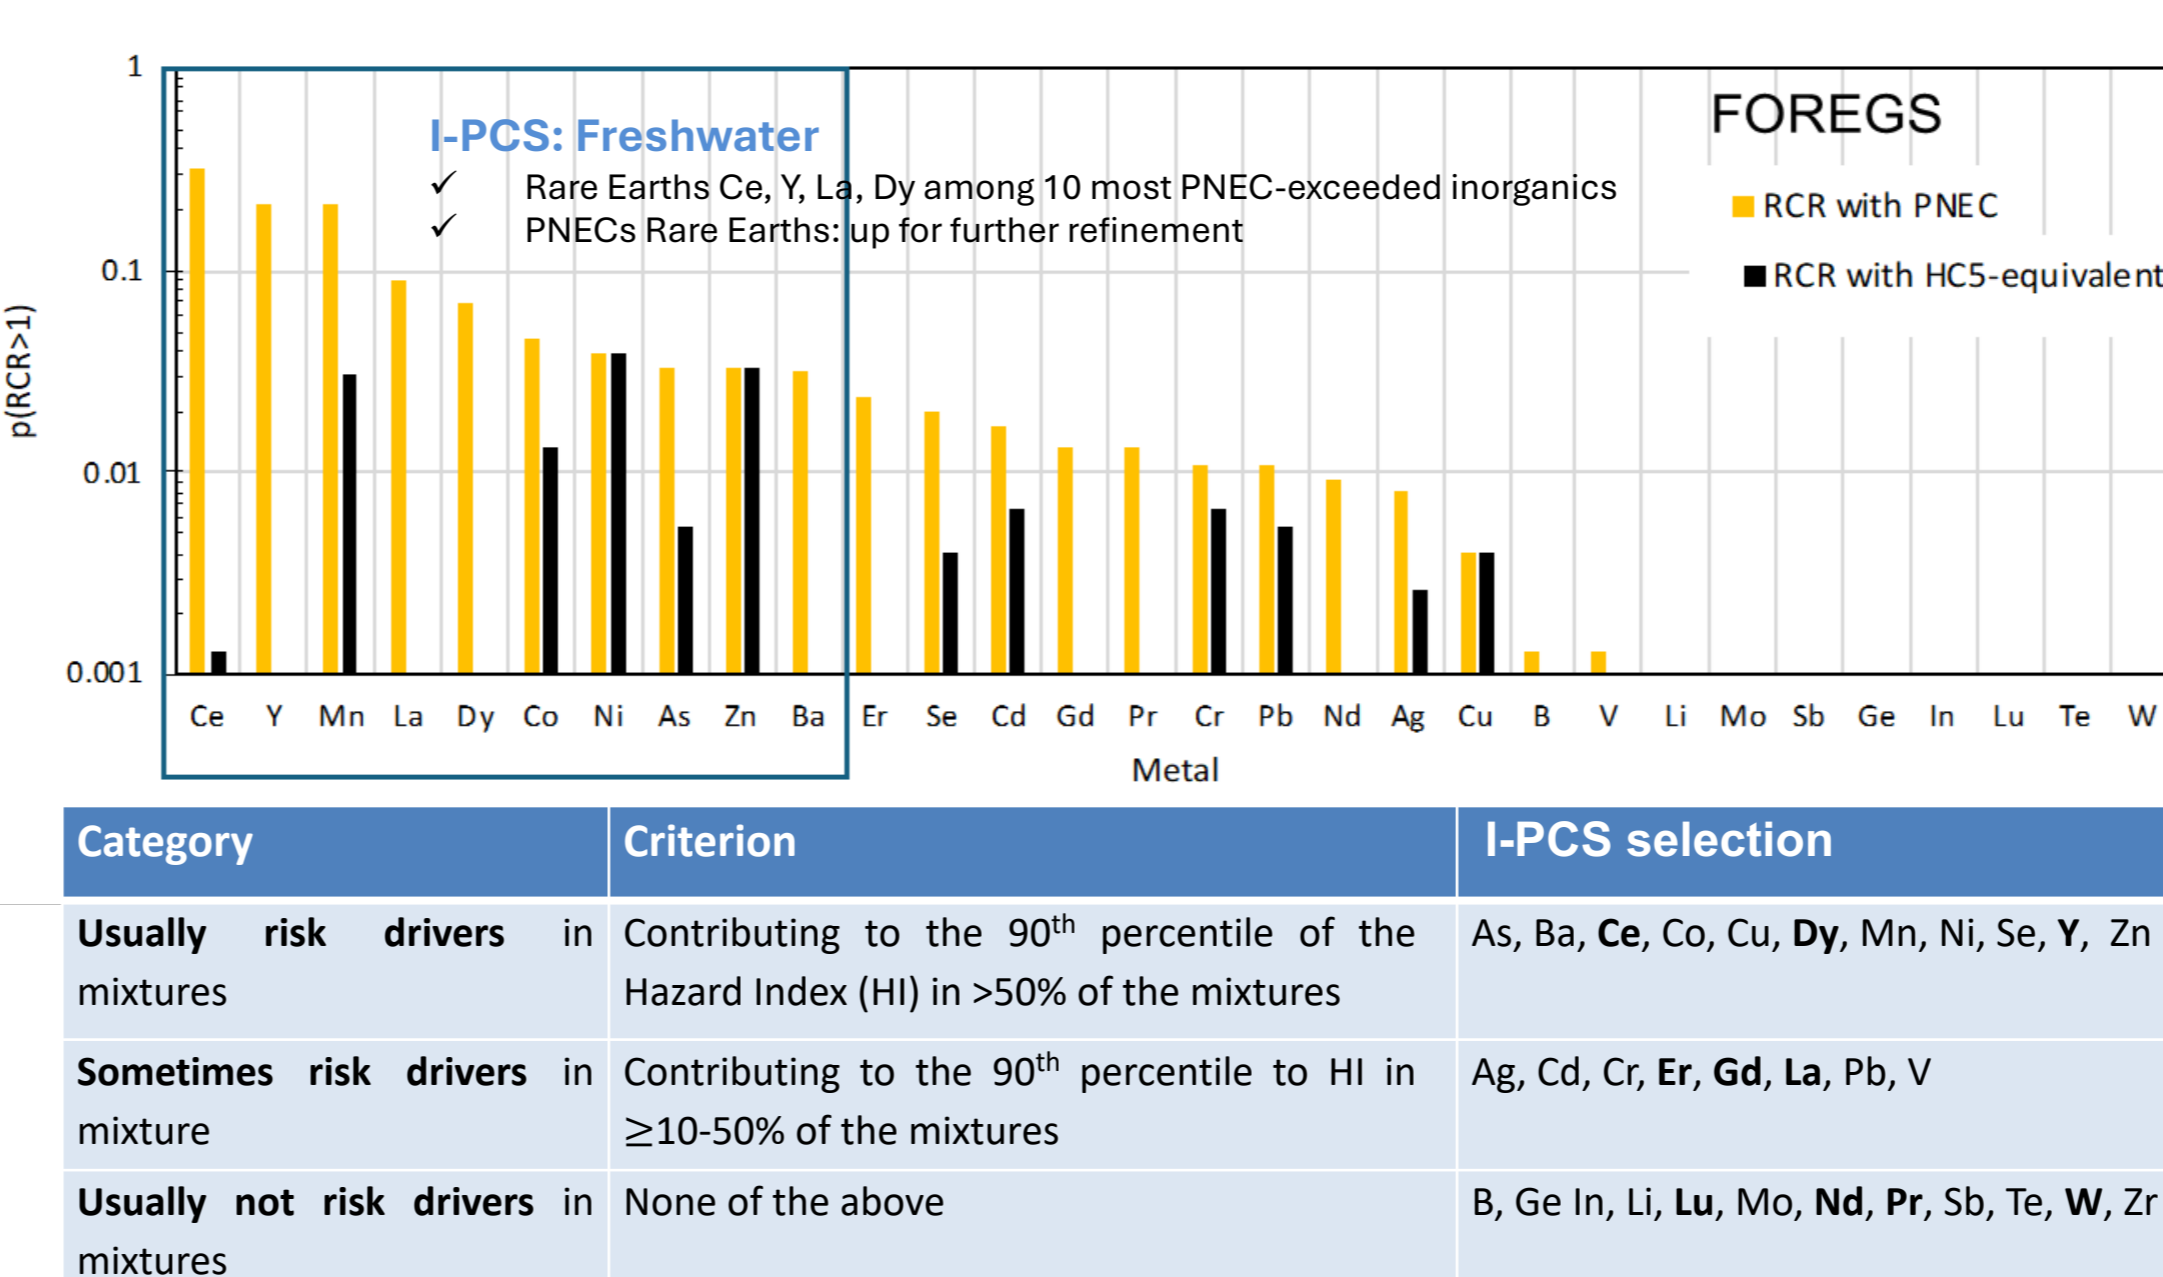 1
0.1
0.01
0.001
p(RCR>1)
I-PCS: Freshwater
✓ Rare Earths Ce, Y, La, Dy among 10 most PNEC-exceeded inorganics
✓ PNECs Rare Earths: up for further refinement
FOREGS
RCR with PNEC
RCR with HC5-equivalent
Ce Y Mn La Dy Co Ni As Zn Ba Er Se Cd Gd Pr Cr Pb Nd Ag Cu B V Li Mo Sb Ge In Lu Te W
Metal
Category Criterion I-PCS selection
Usually risk drivers in
mixtures
Contributing to the 90th percentile of the
Hazard Index (HI) in >50% of the mixtures
As, Ba, Ce, Co, Cu, Dy, Mn, Ni, Se, Y, Zn
Sometimes risk drivers in
mixture
Contributing to the 90th percentile to HI in
≥10-50% of the mixtures
Ag, Cd, Cr, Er, Gd, La, Pb, V
Usually not risk drivers in
mixtures
None of the above
B, Ge In, Li, Lu, Mo, Nd, Pr, Sb, Te, W, Zr